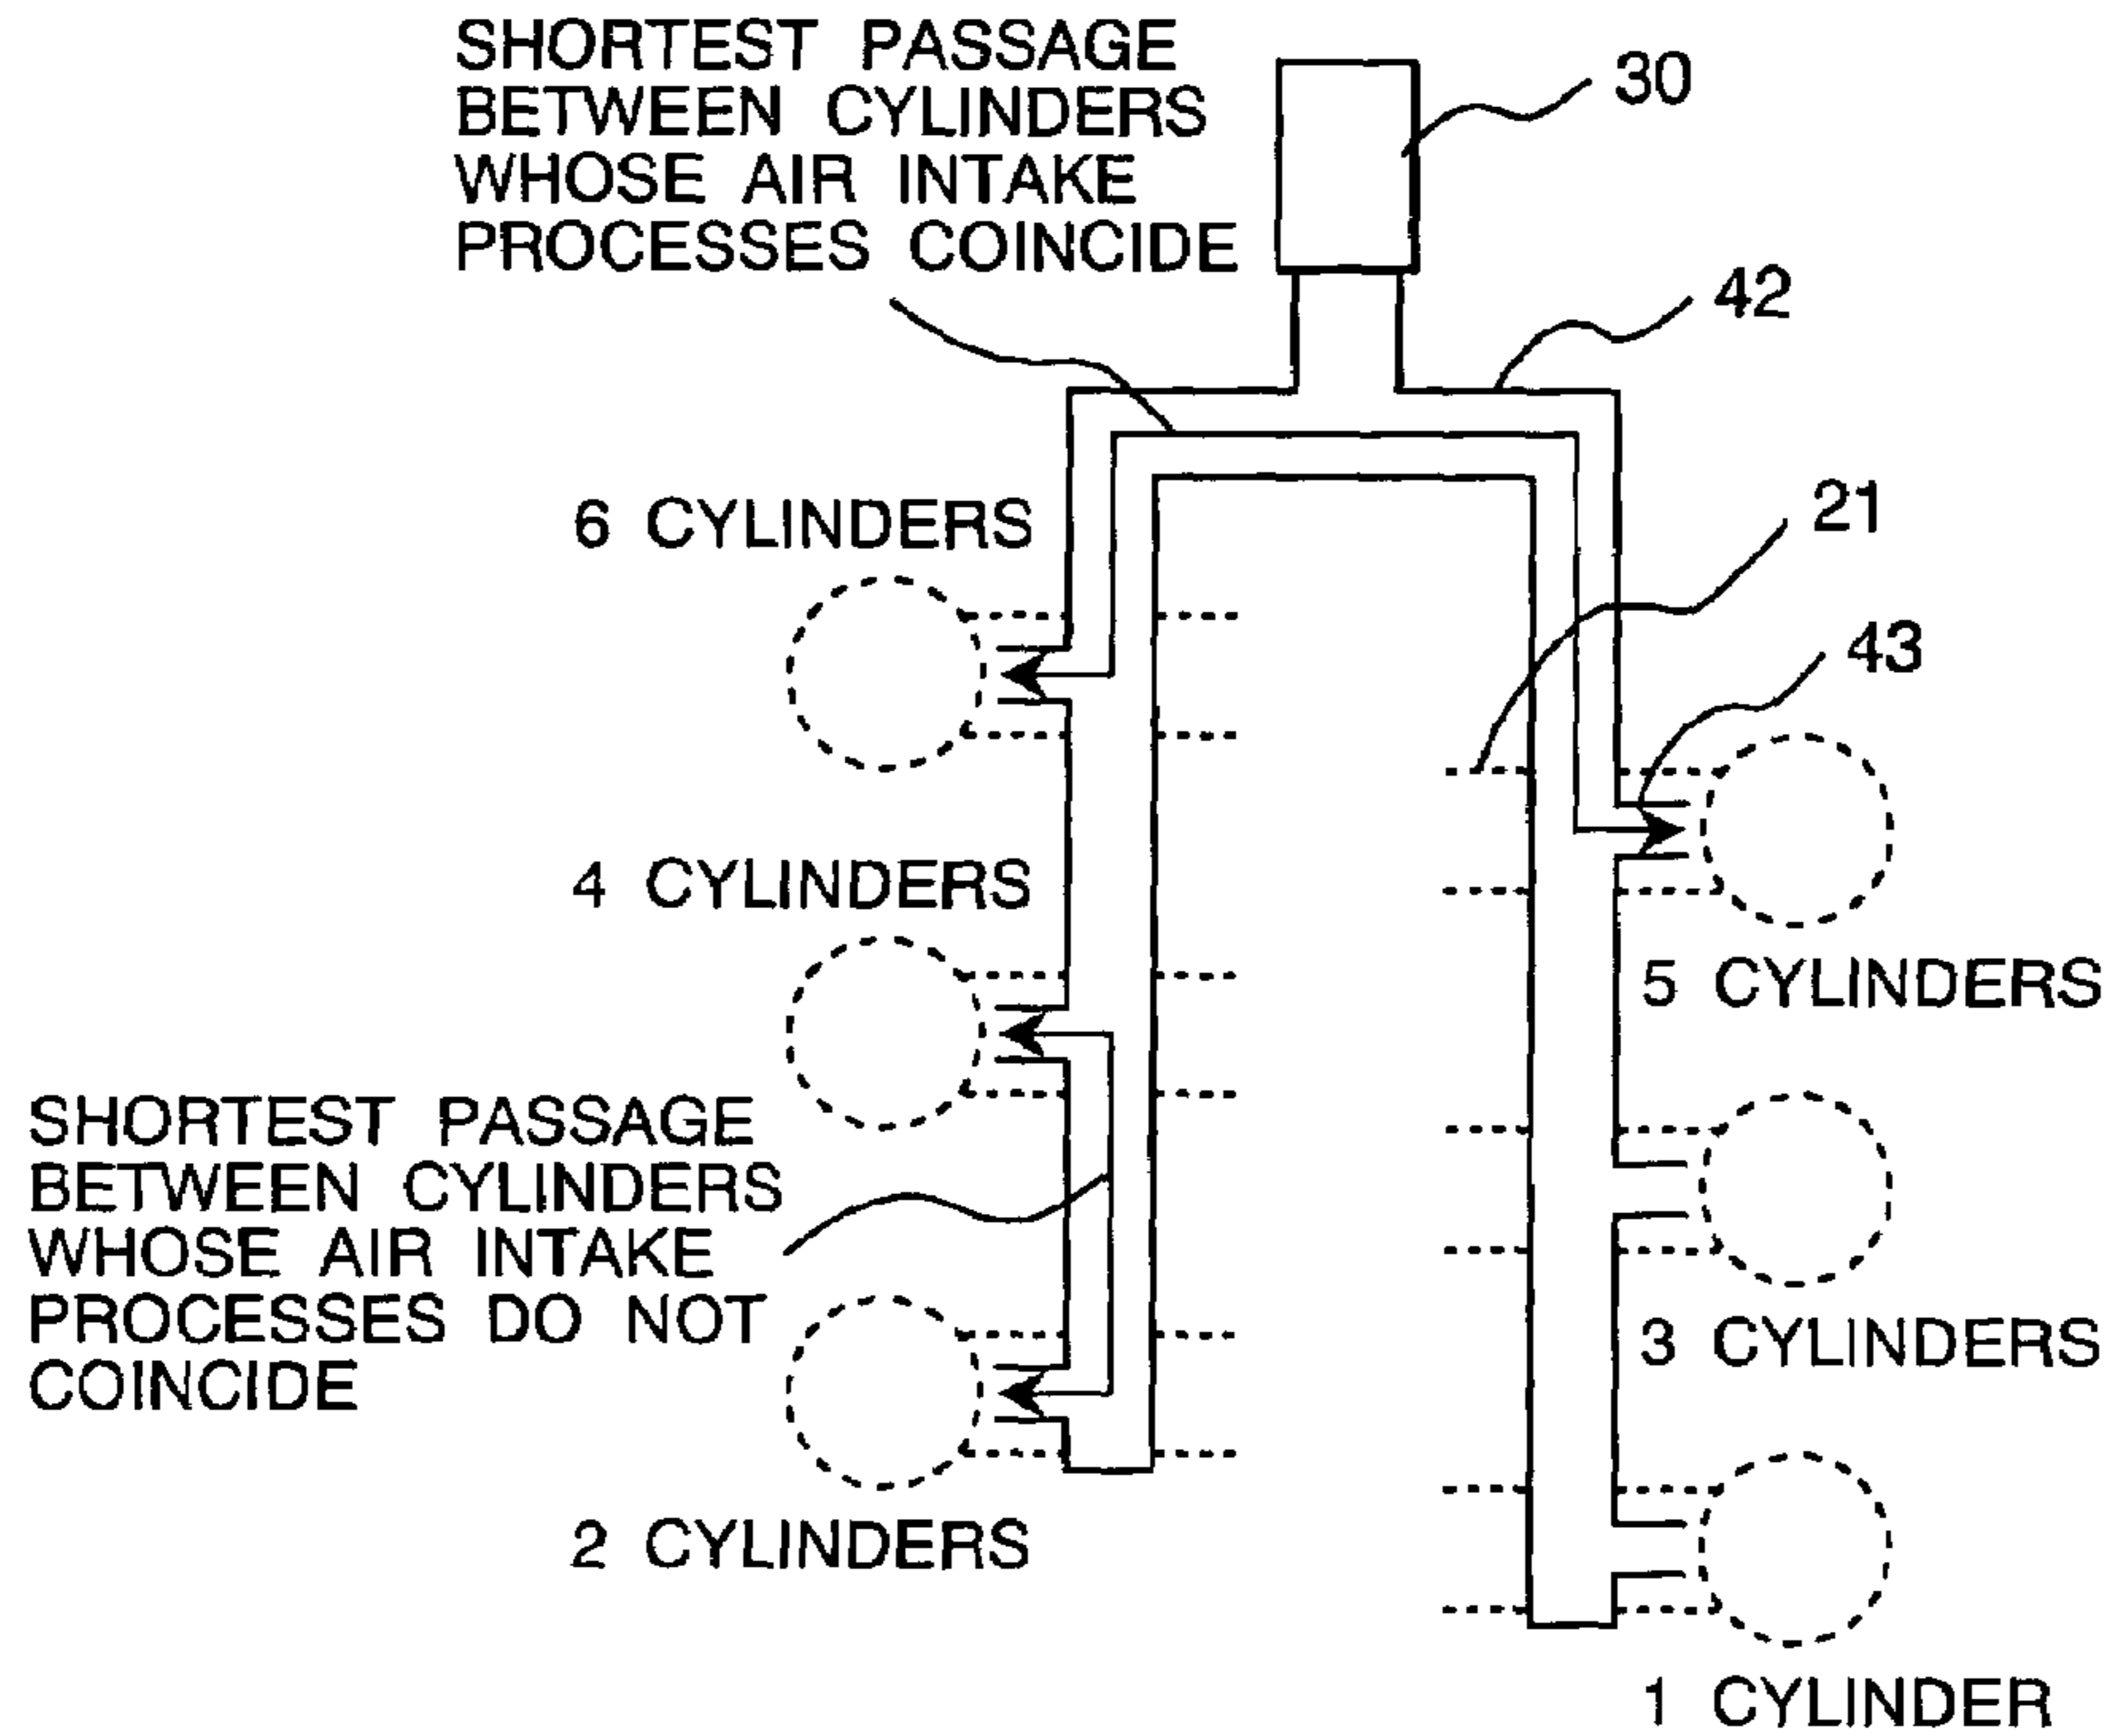 SHORTEST PASSAGE
BETWEEN CYLINDERS
WHOSE AIR INTAKE
PROCESSES COINCIDE
30
42
21
43
6 CYLINDERS
4 CYLINDERS
5 CYLINDERS
SHORTEST PASSAGE
BETWEEN CYLINDERS
WHOSE AIR INTAKE
PROCESSES DO NOT
COINCIDE
3 CYLINDERS
2 CYLINDERS
1 CYLINDER